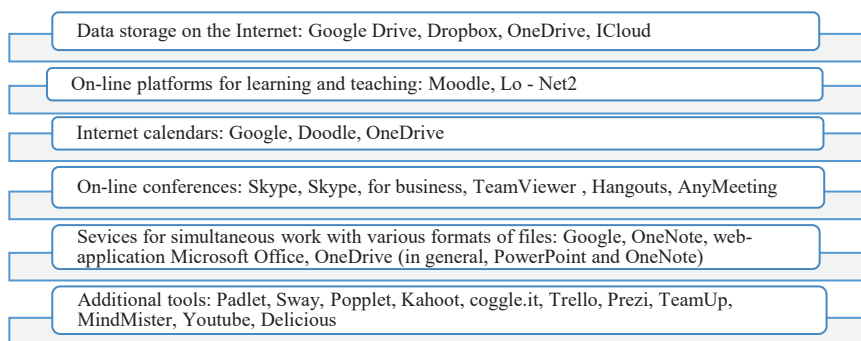 Data storage on the Internet: Google Drive, Dropbox, OneDrive, ICloud
On-line platforms for learning and teaching: Moodle, Lo - Net2
Internet calendars: Google, Doodle, OneDrive
On-line conferences: Skype, Skype, for business, TeamViewer , Hangouts, AnyMeeting
Sevices for simultaneous work with various formats of files: Google, OneNote, web-
application Microsoft Office, OneDrive (in general, PowerPoint and OneNote)
Additional tools: Padlet, Sway, Popplet, Kahoot, coggle.it, Trello, Prezi, TeamUp,
MindMister, Youtube, Delicious